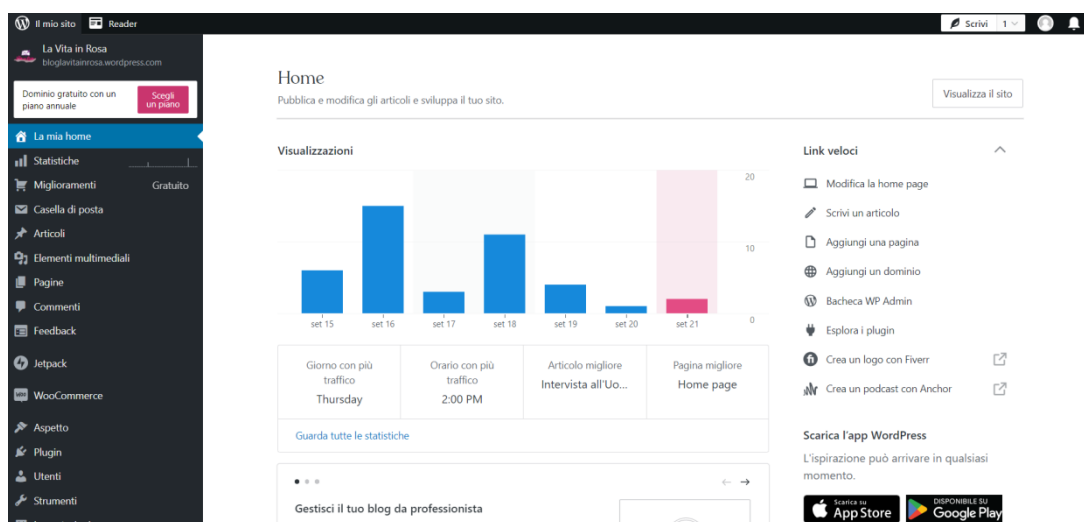 Il mio sito
Reader
Scrivi
1
La Vita in Rosa
bloglavitainrosa.wordpress.com
Dominio gratuito con un
piano annuale
Scegli
un piano
La mia home
Statistiche
Miglioramenti
Gratuito
Casella di posta
Articoli
Elementi multimediali
Pagine
Commenti
Feedback
Jetpack
WooCommerce
Aspetto
Plugin
Utenti
Strumenti
Home
Pubblica e modifica gli articoli e sviluppa il tuo sito.
Visualizza il sito
Visualizzazioni
20
10
0
set 15
set 16
set 17
set 18
set 19
set 20
set 21
Giorno con più
traffico
Thursday
Orario con più
traffico
2:00 PM
Articolo migliore
Intervista all'Uo...
Pagina migliore
Home page
Guarda tutte le statistiche
Gestisci il tuo blog da professionista
Link veloci
Modifica la home page
Scrivi un articolo
Aggiungi una pagina
Aggiungi un dominio
Bacheca WP Admin
Esplora i plugin
Crea un logo con Fiverr
Crea un podcast con Anchor
Scarica l'app WordPress
L'ispirazione può arrivare in qualsiasi
momento.
Scarica su
App Store
DISPONIBILE SU
Google Play